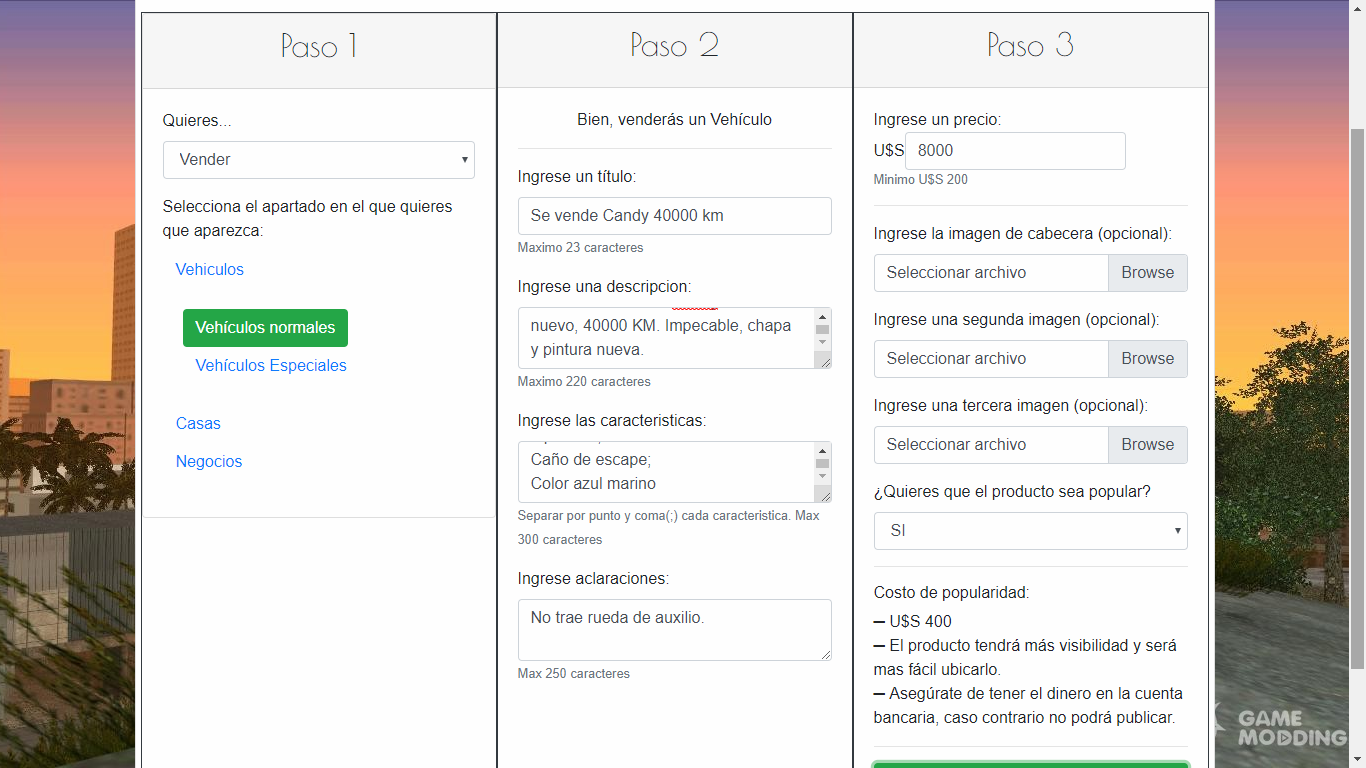 Paso 1
Quieres...
Vender
Selecciona el apartado en el que quieres
que aparezca:
Vehiculos
Vehículos normales
Vehículos Especiales
Casas
Negocios
Paso 2
Bien, venderás un Vehículo
Ingrese un título:
Se vende Candy 40000 km
Maximo 23 caracteres
Ingrese una descripcion:
nuevo, 40000 KM. Impecable, chapa
y pintura nueva.
Maximo 220 caracteres
Ingrese las caracteristicas:
Caño de escape;
Color azul marino
Separar por punto y coma(;) cada caracteristica. Max
300 caracteres
Ingrese aclaraciones:
No trae rueda de auxilio.
Max 250 caracteres
Paso 3
Ingrese un precio:
U$S 8000
Minimo U$S 200
Ingrese la imagen de cabecera (opcional):
Seleccionar archivo Browse
Ingrese una segunda imagen (opcional):
Seleccionar archivo Browse
Ingrese una tercera imagen (opcional):
Seleccionar archivo Browse
¿Quieres que el producto sea popular?
SI
Costo de popularidad:
— U$S 400
— El producto tendrá más visibilidad y será
mas fácil ubicarlo.
— Asegúrate de tener el dinero en la cuenta
bancaria, caso contrario no podrá publicar.
GAME
MODDING